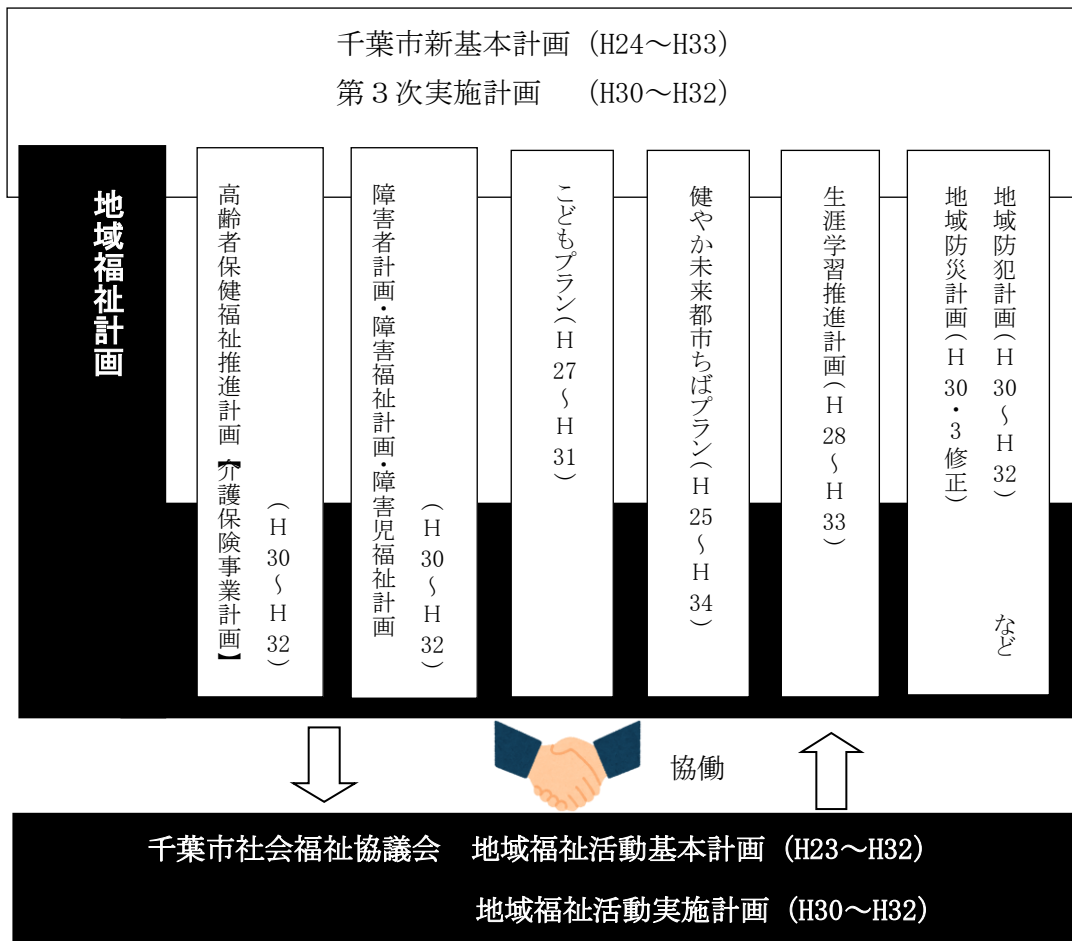 千葉市新基本計画（H24～H33）
第３次実施計画　（H30～H32）
地域福祉計画
高齢者保健福祉推進計画【介護保険事業計画】
（H30～H32）
障害者計画・障害福祉計画・障害児福祉計画
（H30～H32）
こどもプラン（H27～H31）
健やか未来都市ちばプラン（H25～H34）
生涯学習推進計画（H28～H33）
地域防犯計画（H30～H32）　など
地域防災計画（H30・3修正）
協働
千葉市社会福祉協議会　地域福祉活動基本計画（H23～H32）
地域福祉活動実施計画（H30～H32）